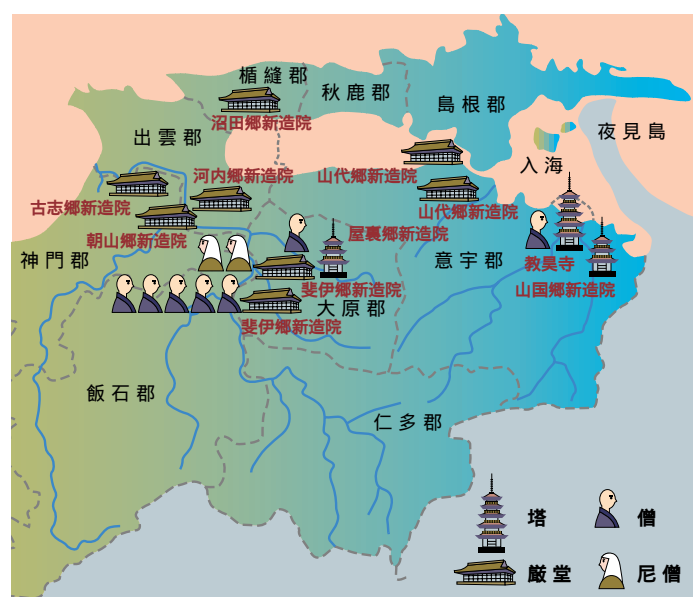 楯縫郡
秋鹿郡
島根郡
沼田郷新造院
夜見島
出雲郡
入海
河内郷新造院
山代郷新造院
古志郷新造院
山代郷新造院
朝山郷新造院
屋裏郷新造院
神門郡
意宇郡
教昊寺
斐伊郷新造院
山国郷新造院
大原郡
斐伊郷新造院
飯石郡
仁多郡
塔
僧
厳堂
尼僧